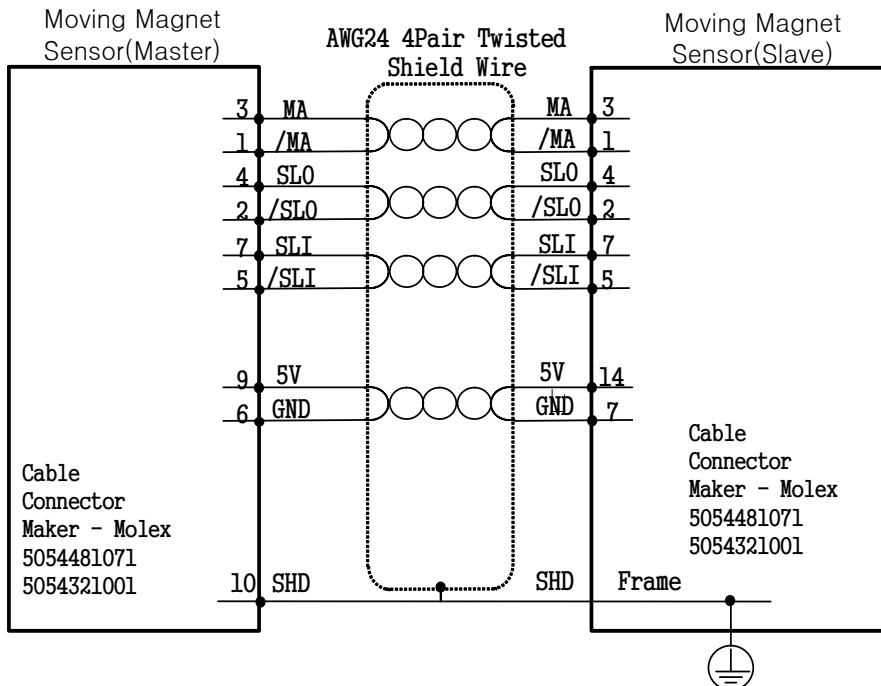 Moving Magnet
Sensor(Master)
AWG24 4Pair Twisted
Shield Wire
Moving Magnet
Sensor(Slave)
3 MA MA 3
1 /MA /MA 1
4 SLO SLO 4
2 /SLO /SLO 2
7 SLI SLI 7
5 /SLI /SLI 5
9 5V 5V 14
6 GND GND 7
Cable
Connector
Maker - Molex
5054481071
5054321001
Cable
Connector
Maker - Molex
5054481071
5054321001
10 SHD SHD Frame